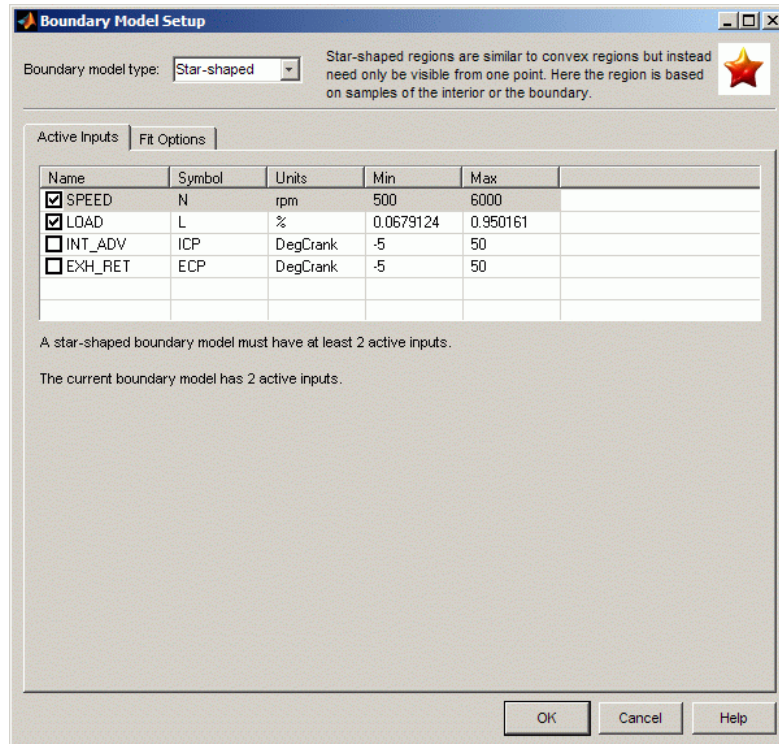 Boundary Model Setup
Boundary model type: Star-shaped
Star-shaped regions are similar to convex regions but instead
need only be visible from one point. Here the region is based
on samples of the interior or the boundary.
Active Inputs Fit Options
Name Symbol Units Min Max
SPEED N rpm 500 6000
LOAD L % 0.0679124 0.950161
INT_ADV ICP DegCrank -5 50
EXH_RET ECP DegCrank -5 50
A star-shaped boundary model must have at least 2 active inputs.
The current boundary model has 2 active inputs.
OK Cancel Help